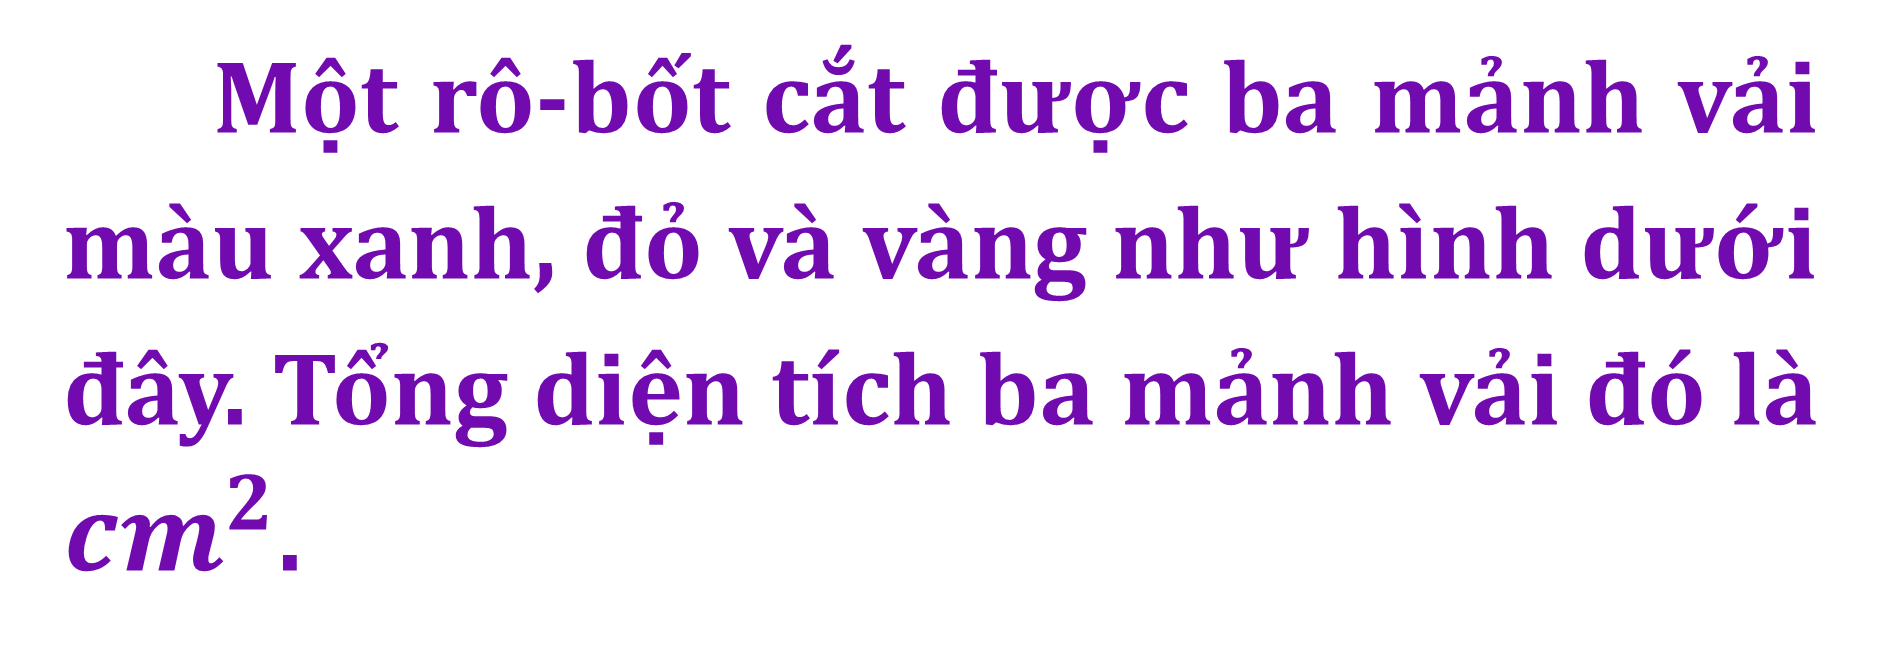 Một rô-bốt cắt được ba mảnh vải
màu xanh, đỏ và vàng như hình dưới
đây. Tổng diện tích ba mảnh vải đó là
cm².